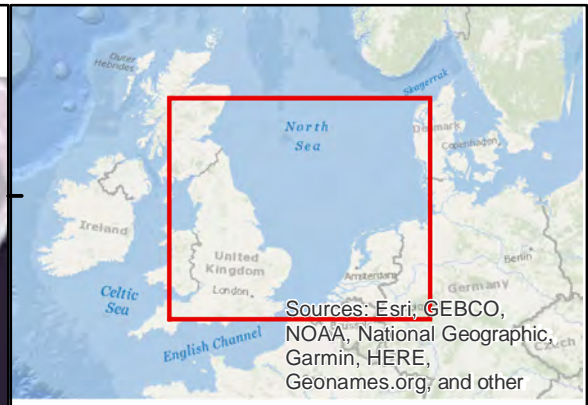 Outer
Hebrides
Skagerrak
North
Sea
Denmark
Copenhagen
Ireland
United
Kingdom
Berlin
Amsterdam
Germany
London
Celtic
Sea
English Channel
Czech
Sources: Esri, GEBCO,
NOAA, National Geographic,
Garmin, HERE,
Geonames.org, and other